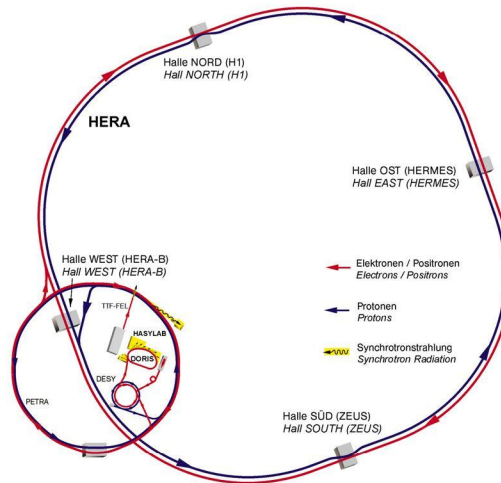 Halle NORD (H1)
Hall NORTH (H1)
HERA
Halle OST (HERMES)
Hall EAST (HERMES)
Halle WEST (HERA-B)
Hall WEST (HERA-B)
Elektronen / Positronen
Electrons / Positrons
Protonen
Protons
Synchrotronstrahlung
Synchrotron Radiation
TTF-FEL
HASYLAB
DORIS
DESY
PETRA
Halle SÜD (ZEUS)
Hall SOUTH (ZEUS)